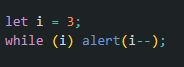 let i = 3;
while (i) alert(i--);